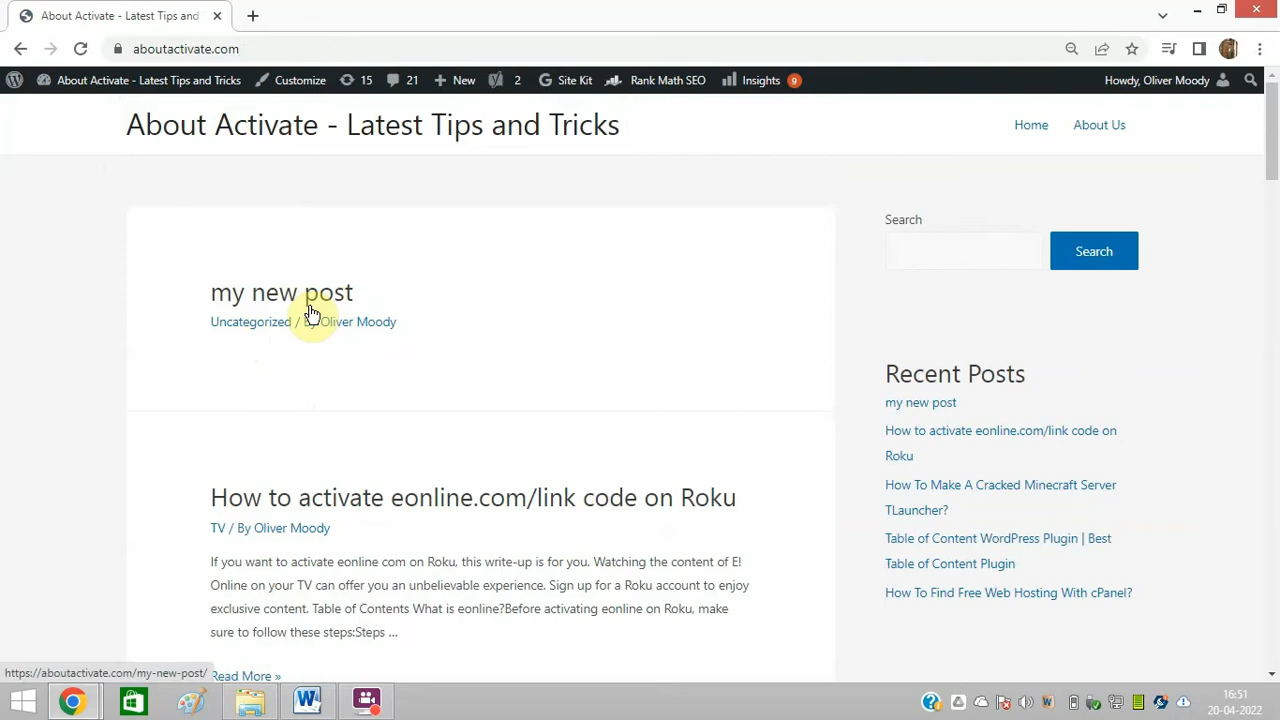 About Activate - Latest Tips and
aboutactivate.com
About Activate - Latest Tips and Tricks
Customize
15
21
New
2
Site Kit
Rank Math SEO
Insights
9
Howdy, Oliver Moody
About Activate - Latest Tips and Tricks
Home
About Us
my new post
Uncategorized / By Oliver Moody
How to activate eonline.com/link code on Roku
TV / By Oliver Moody
If you want to activate eonline com on Roku, this write-up is for you. Watching the content of E!
Online on your TV can offer you an unbelievable experience. Sign up for a Roku account to enjoy
exclusive content. Table of Contents What is eonline?Before activating eonline on Roku, make
sure to follow these steps:Steps ...
Read More »
Search
Search
Recent Posts
my new post
How to activate eonline.com/link code on
Roku
How To Make A Cracked Minecraft Server
TLauncher?
Table of Content WordPress Plugin | Best
Table of Content Plugin
How To Find Free Web Hosting With cPanel?
https://aboutactivate.com/my-new-post/
16:51
20-04-2022